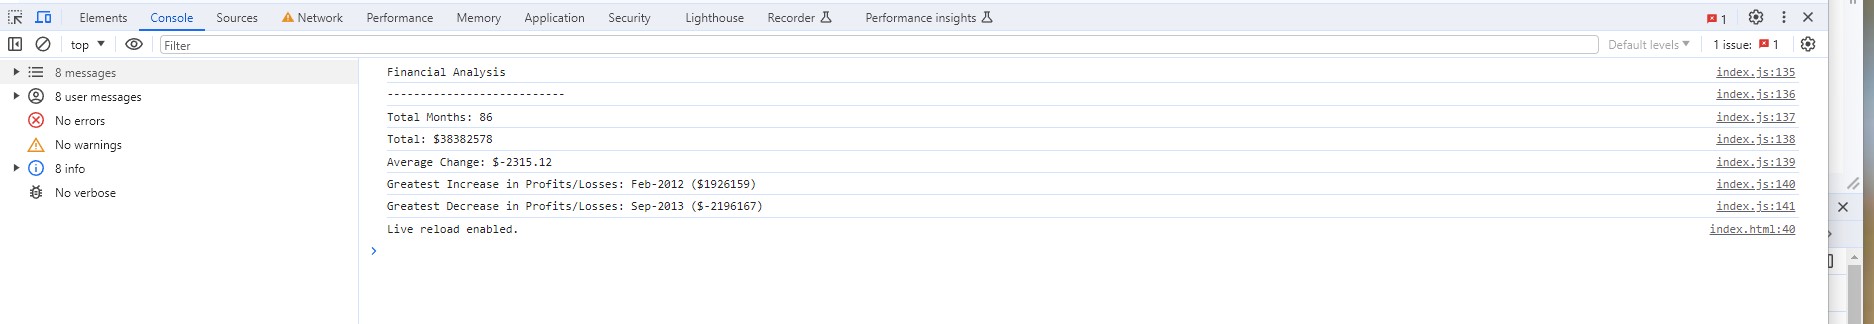 Elements Console Sources Network Performance Memory Application Security Lighthouse Recorder Performance insights 1
top Filter Default levels 1 issue: 1
8 messages
8 user messages
No errors
No warnings
8 info
No verbose
Financial Analysis index.js:135
--------------------------- index.js:136
Total Months: 86 index.js:137
Total: $38382578 index.js:138
Average Change: $-2315.12 index.js:139
Greatest Increase in Profits/Losses: Feb-2012 ($1926159) index.js:140
Greatest Decrease in Profits/Losses: Sep-2013 ($-2196167) index.js:141
Live reload enabled. index.html:40